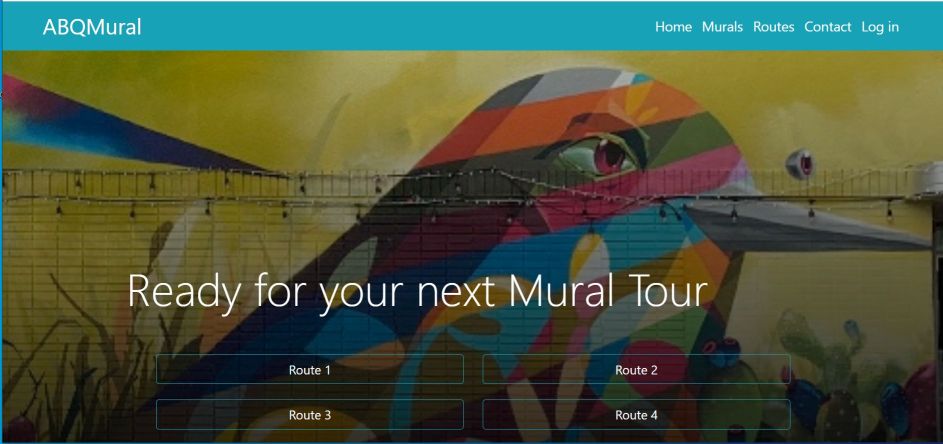 ABQMural
Home Murals Routes Contact Log in
Ready for your next Mural Tour
Route 1
Route 2
Route 3
Route 4